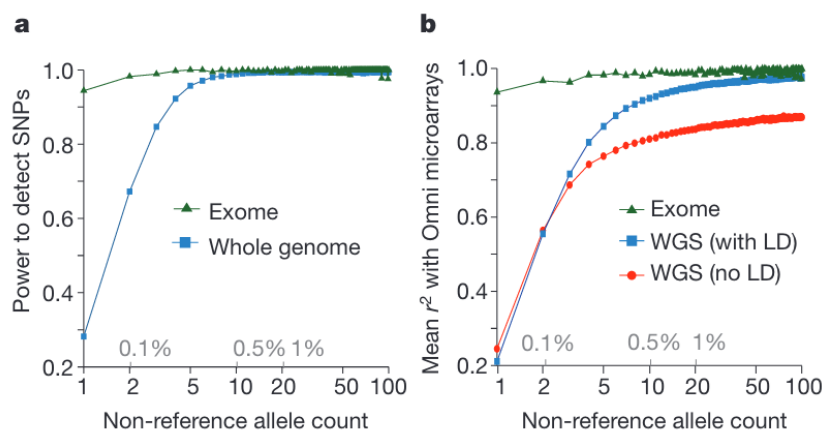 a
Power to detect SNPs
1.0
0.8
0.6
0.4
0.2
Exome
Whole genome
0.1% 0.5% 1%
1 2 5 10 20 50 100
Non-reference allele count
b
Mean r² with Omni microarrays
1.0
0.8
0.6
0.4
0.2
Exome
WGS (with LD)
WGS (no LD)
0.1% 0.5% 1%
1 2 5 10 20 50 100
Non-reference allele count